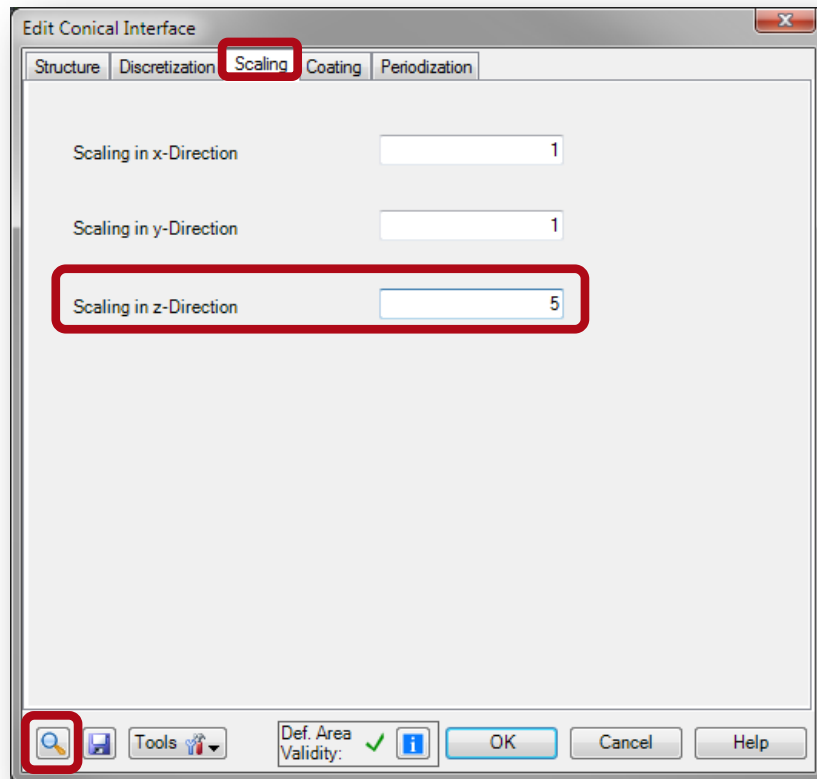 Edit Conical Interface
Structure Discretization Scaling Coating Periodization
Scaling in x-Direction 1
Scaling in y-Direction 1
Scaling in z-Direction 5
Tools Def. Area Validity: OK Cancel Help